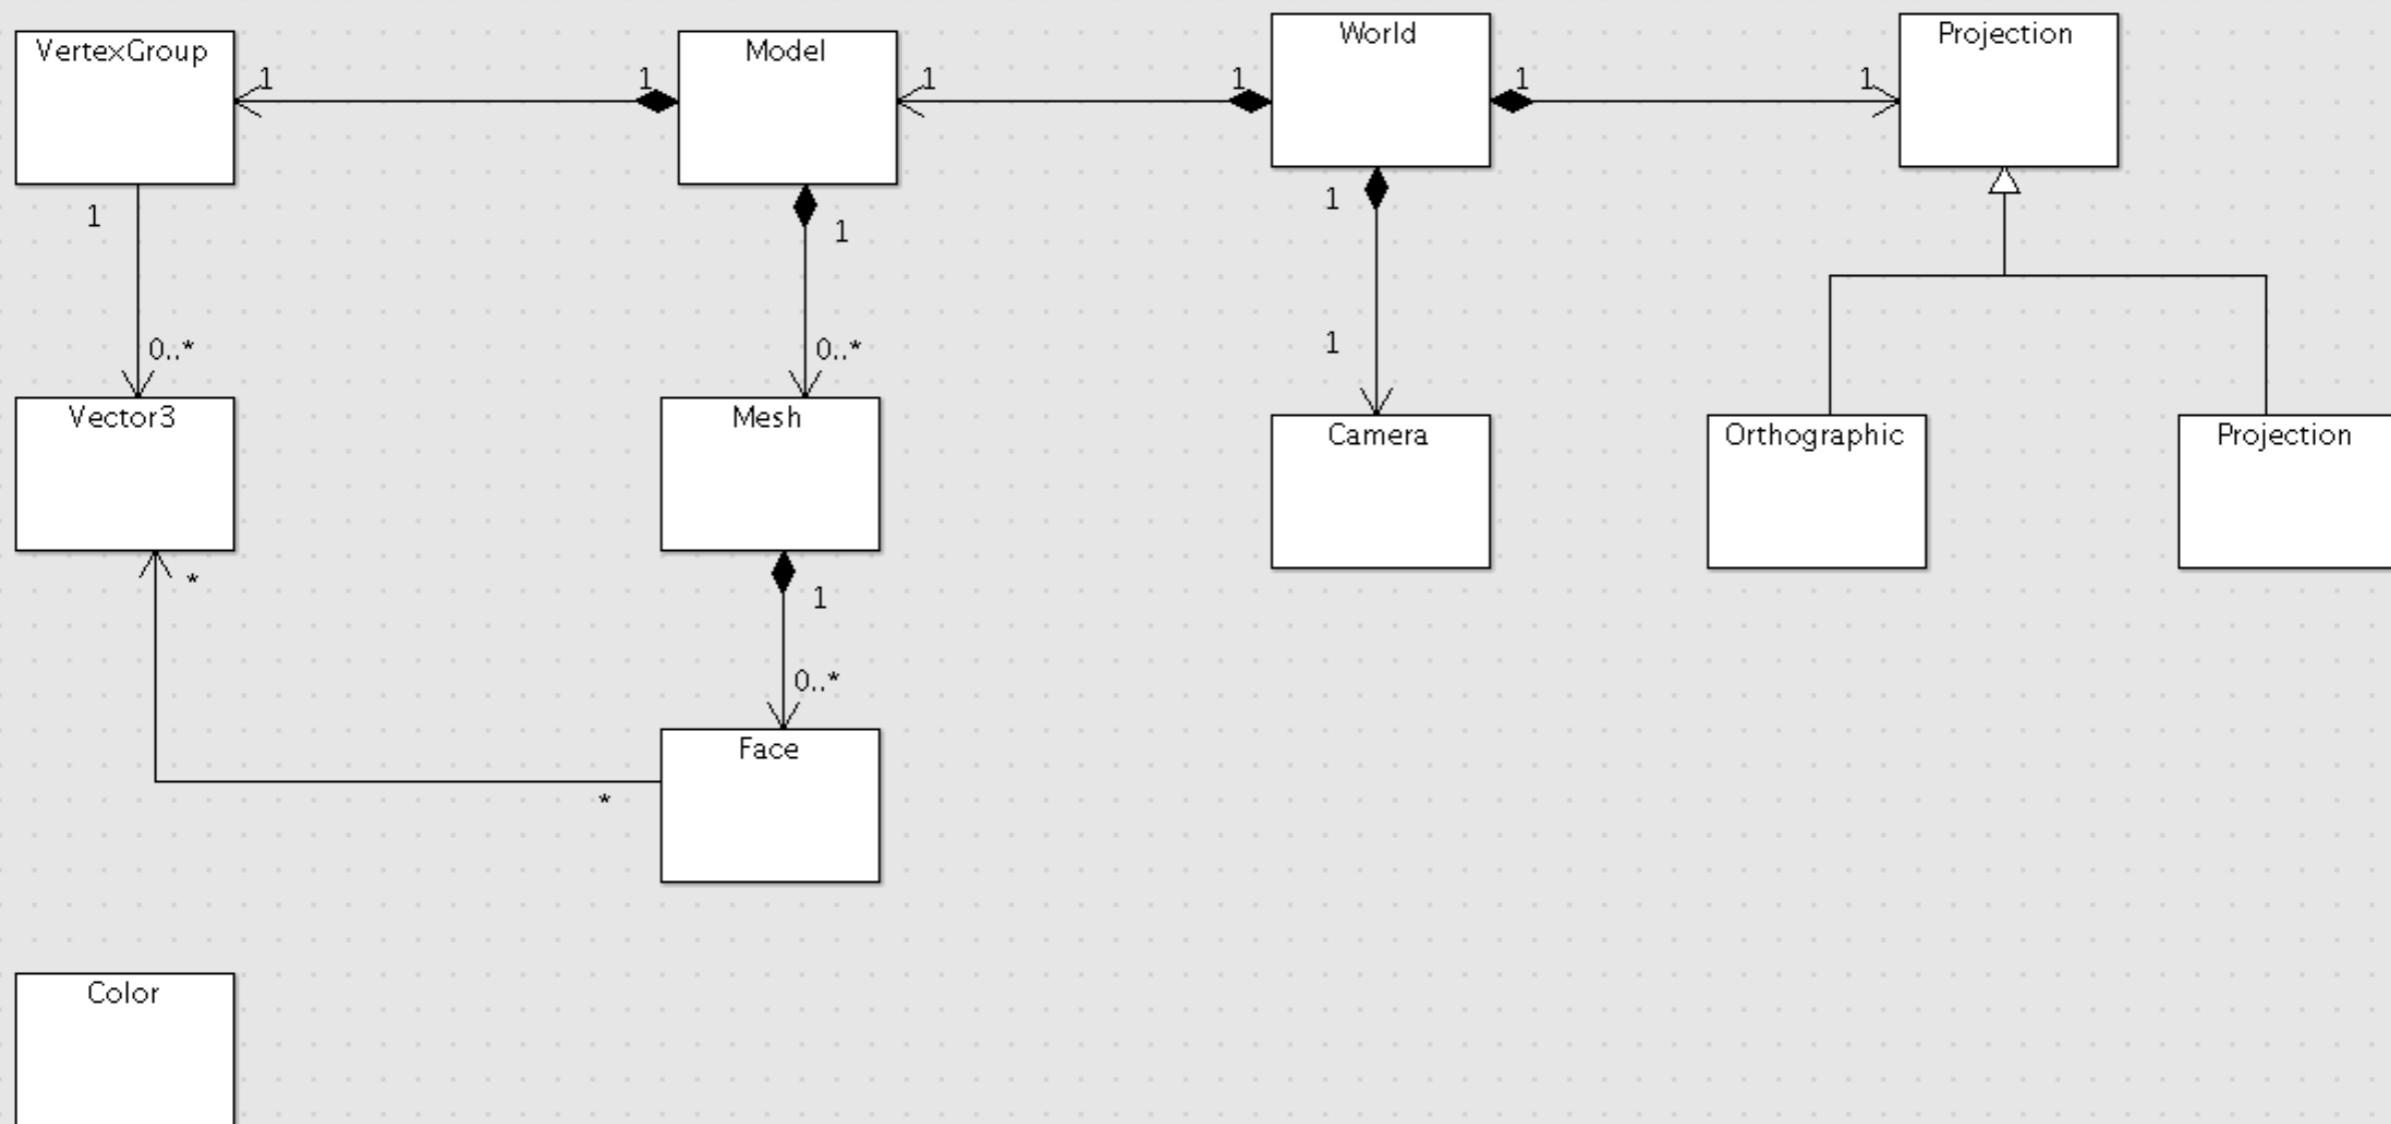 VertexGroup
Model
World
Projection
1
1
1
1
1
1
1
1
1
0..*
0..*
1
Vector3
Mesh
Camera
Orthographic
Projection
*
1
0..*
Face
*
Color